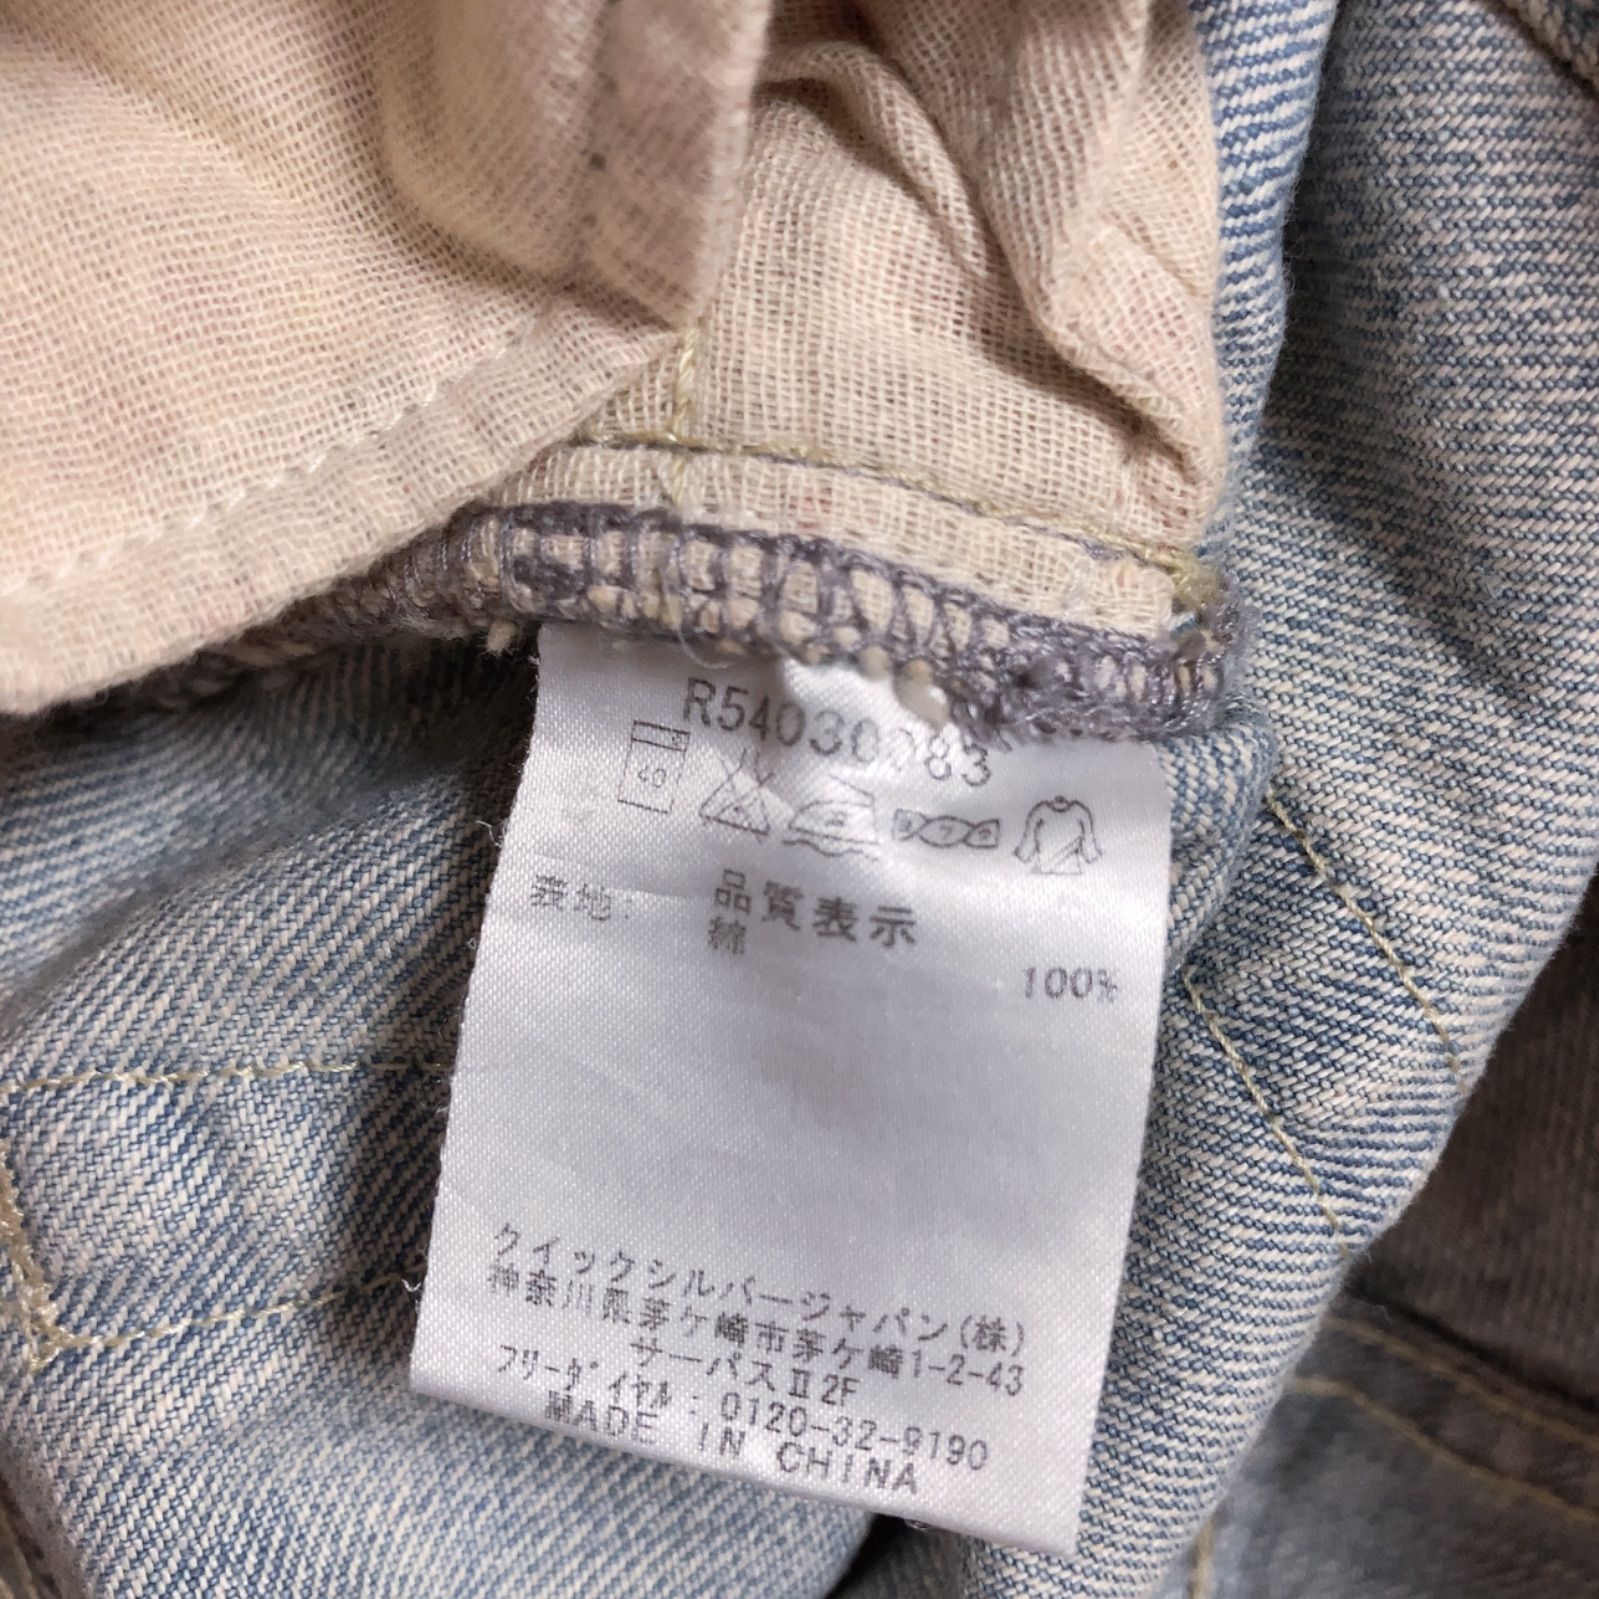 品質表示
表地: 綿 100%
クイックシルバージャパン(株)
神奈川県茅ケ崎市茅ケ崎1-2-43
サーパスⅡ2F
フリーダイヤル:0120-32-9190
MADE IN CHINA